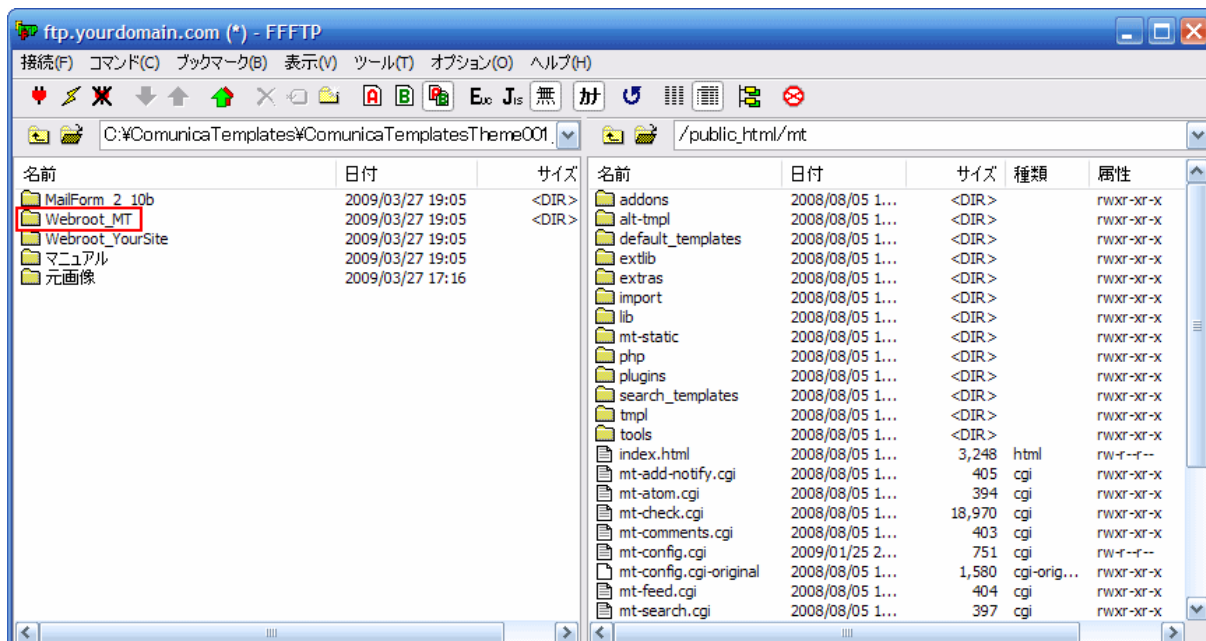 ftp.yourdomain.com (*) - FFFTP
接続(F) コマンド(C) ブックマーク(B) 表示(V) ツール(T) オプション(O) ヘルプ(H)
A B Euc JIS 無 カナ
C:¥ComunicaTemplates¥ComunicaTemplatesTheme001_
/public_html/mt
名前 日付 サイズ
MailForm_2_10b 2009/03/27 19:05 <DIR>
Webroot_MT 2009/03/27 19:05 <DIR>
Webroot_YourSite 2009/03/27 19:05
マニュアル 2009/03/27 19:05
元画像 2009/03/27 17:16
名前 日付 サイズ 種類 属性
addons 2008/08/05 1... <DIR> rwxr-xr-x
alt-tmpl 2008/08/05 1... <DIR> rwxr-xr-x
default_templates 2008/08/05 1... <DIR> rwxr-xr-x
extlib 2008/08/05 1... <DIR> rwxr-xr-x
extras 2008/08/05 1... <DIR> rwxr-xr-x
import 2008/08/05 1... <DIR> rwxr-xr-x
lib 2008/08/05 1... <DIR> rwxr-xr-x
mt-static 2008/08/05 1... <DIR> rwxr-xr-x
php 2008/08/05 1... <DIR> rwxr-xr-x
plugins 2008/08/05 1... <DIR> rwxr-xr-x
search_templates 2008/08/05 1... <DIR> rwxr-xr-x
tmpl 2008/08/05 1... <DIR> rwxr-xr-x
tools 2008/08/05 1... <DIR> rwxr-xr-x
index.html 2008/08/05 1... 3,248 html rw-r--r--
mt-add-notify.cgi 2008/08/05 1... 405 cgi rwxr-xr-x
mt-atom.cgi 2008/08/05 1... 394 cgi rwxr-xr-x
mt-check.cgi 2008/08/05 1... 18,970 cgi rwxr-xr-x
mt-comments.cgi 2008/08/05 1... 403 cgi rwxr-xr-x
mt-config.cgi 2009/01/25 2... 751 cgi rw-r--r--
mt-config.cgi-original 2008/08/05 1... 1,580 cgi-orig... rwxr-xr-x
mt-feed.cgi 2008/08/05 1... 404 cgi rwxr-xr-x
mt-search.cgi 2008/08/05 1... 397 cgi rwxr-xr-x